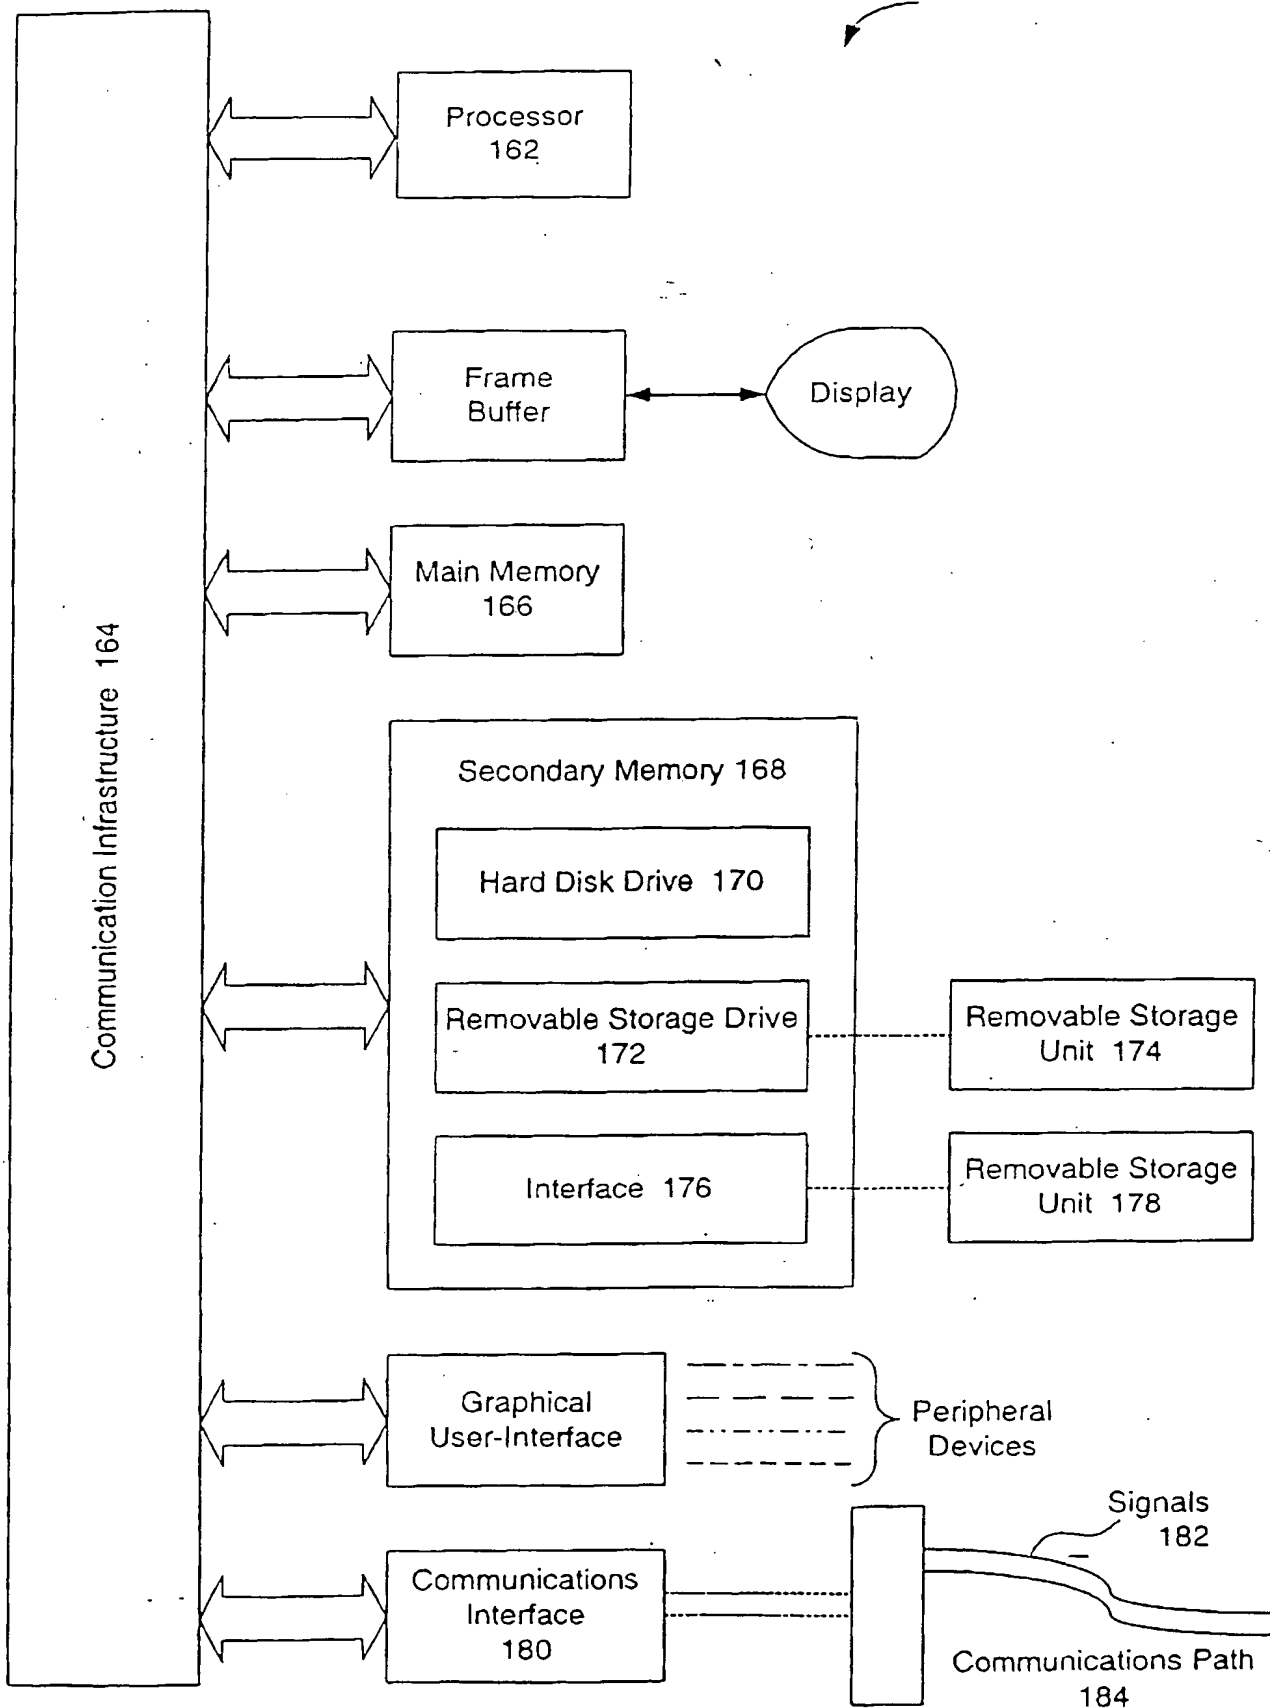 Processor
162
Frame
Buffer
Display
Main Memory
166
Communication Infrastructure 164
Secondary Memory 168
Hard Disk Drive 170
Removable Storage Drive
172
Removable Storage
Unit 174
Interface 176
Removable Storage
Unit 178
Graphical
User-Interface
Peripheral
Devices
Signals
182
Communications
Interface
180
Communications Path
184